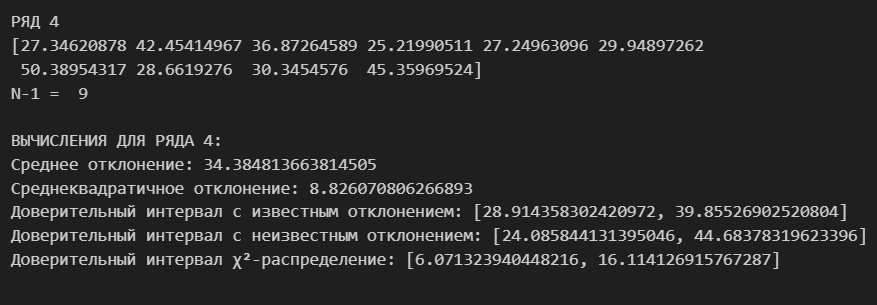 РЯД 4
[27.34620878 42.45414967 36.87264589 25.21990511 27.24963096 29.94897262
50.38954317 28.6619276 30.3454576 45.35969524]
N-1 = 9
ВЫЧИСЛЕНИЯ ДЛЯ РЯДА 4:
Среднее отклонение: 34.384813663814505
Среднеквадратичное отклонение: 8.826070806266893
Доверительный интервал с известным отклонением: [28.914358302420972, 39.85526902520804]
Доверительный интервал с неизвестным отклонением: [24.085844131395046, 44.68378319623396]
Доверительный интервал χ²-распределение: [6.071323940448216, 16.114126915767287]